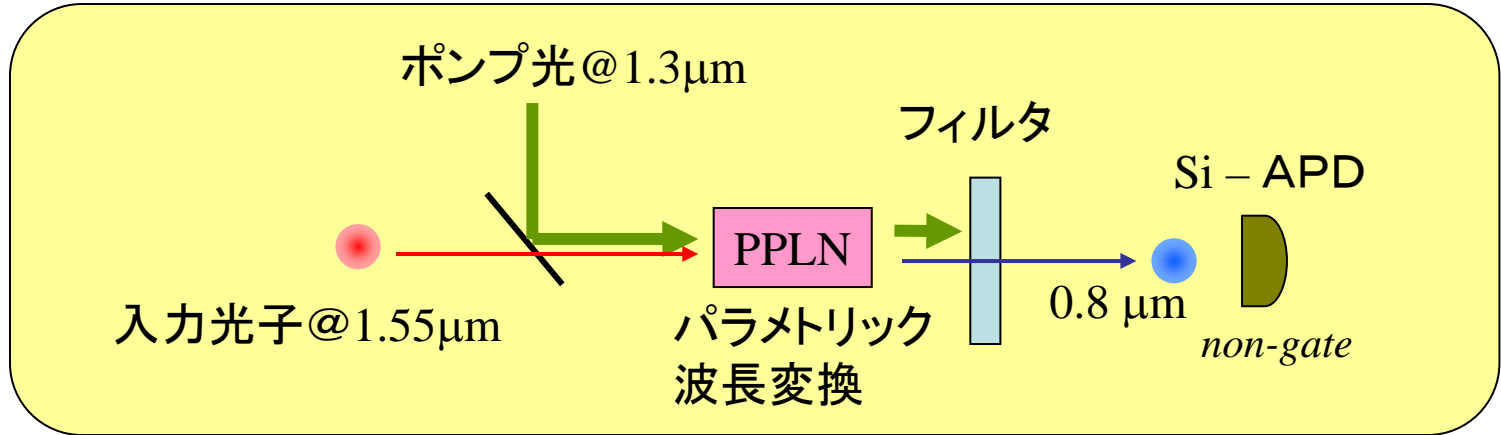 ポンプ光@1.3μm
フィルタ
Si – APD
PPLN
0.8 μm
入力光子@1.55μm
パラメトリック
波長変換
non-gate